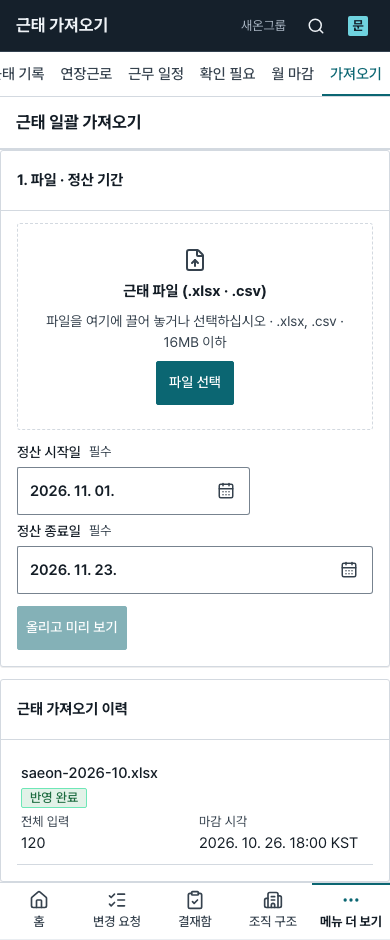 근태 가져오기
새온그룹
문
근태 기록
연장근로
근무 일정
확인 필요
월 마감
가져오기
근태 일괄 가져오기
1. 파일 · 정산 기간
근태 파일 (.xlsx · .csv)
파일을 여기에 끌어 놓거나 선택하십시오 · .xlsx, .csv ·
16MB 이하
파일 선택
정산 시작일 필수
2026. 11. 01.
정산 종료일 필수
2026. 11. 23.
올리고 미리 보기
근태 가져오기 이력
saeon-2026-10.xlsx
반영 완료
전체 입력
120
마감 시각
2026. 10. 26. 18:00 KST
홈
변경 요청
결재함
조직 구조
메뉴 더 보기